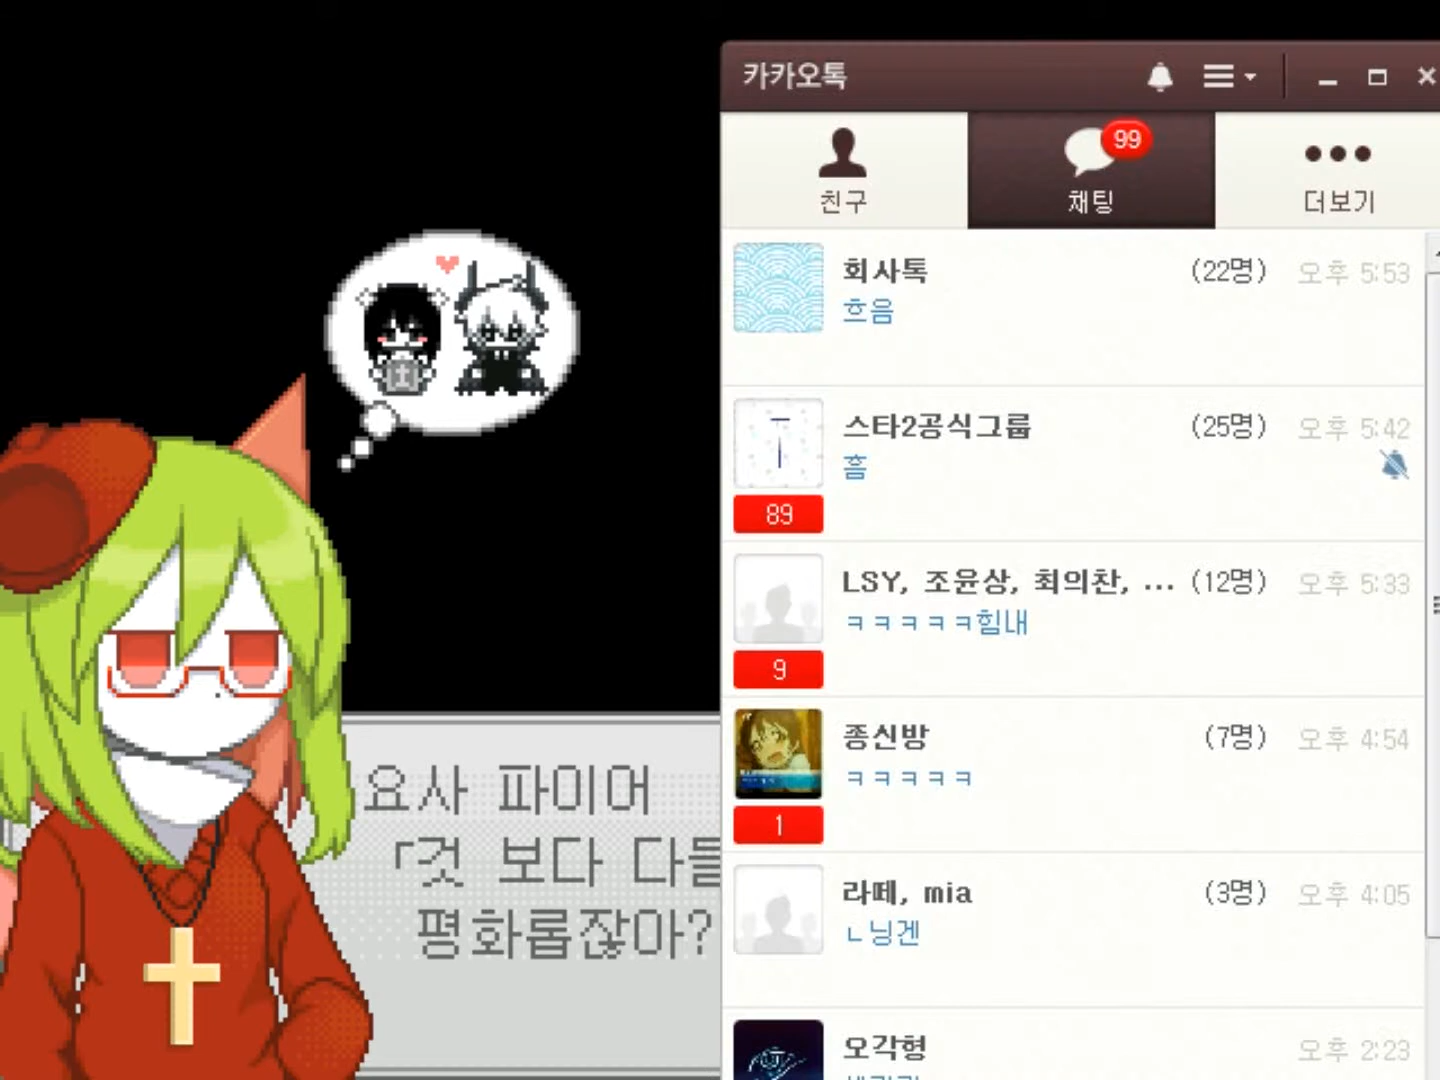 요사 파이어
「것 보다 다들
평화롭잖아?
카카오톡
친구
채팅
99
더보기
회사톡 (22명) 오후 5:53
흐음
스타2공식그룹 (25명) 오후 5:42
흠
89
LSY, 조윤상, 최의찬, ... (12명) 오후 5:33
ㅋㅋㅋㅋㅋ힘내
9
종신방 (7명) 오후 4:54
ㅋㅋㅋㅋㅋ
1
라떼, mia (3명) 오후 4:05
ㄴ닝겐
오각형 오후 2:23